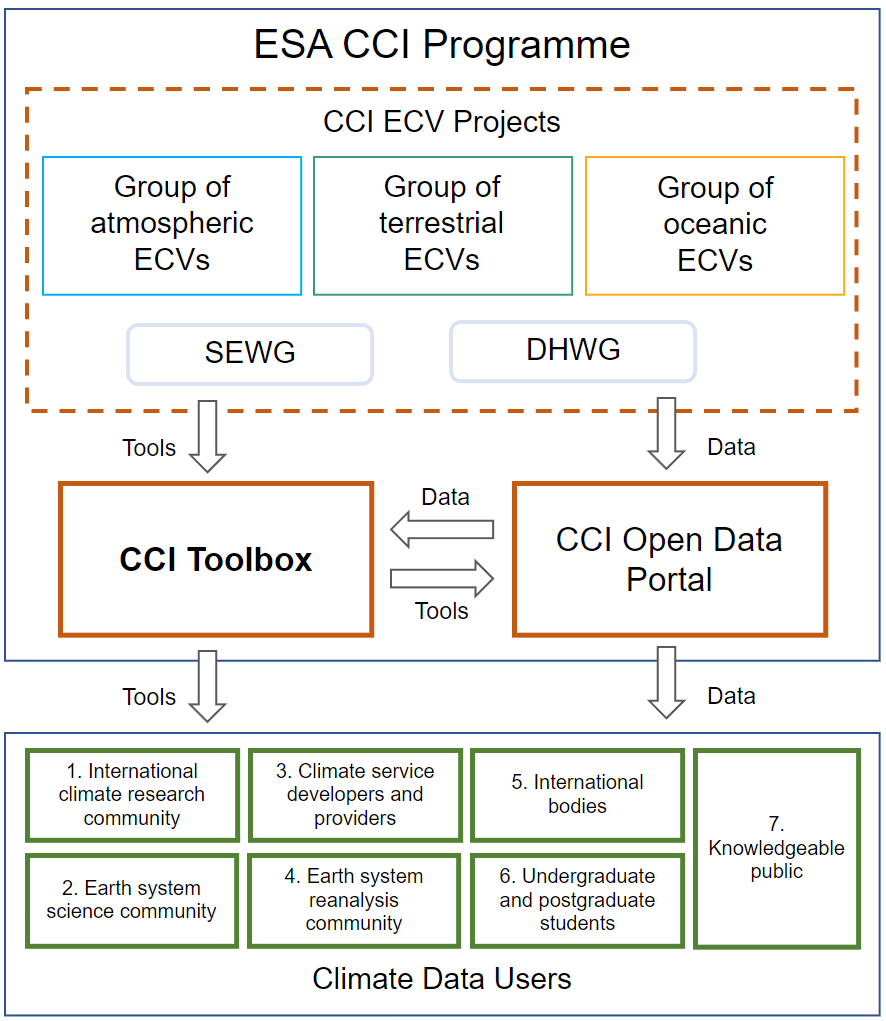 ESA CCI Programme
CCI ECV Projects
Group of
atmospheric
ECVs
Group of
terrestrial
ECVs
Group of
oceanic
ECVs
SEWG
DHWG
Tools
Data
CCI Toolbox
Data
Tools
CCI Open Data
Portal
Tools
Data
1. International
climate research
community
2. Earth system
science community
3. Climate service
developers and
providers
4. Earth system
reanalysis
community
5. International
bodies
6. Undergraduate
and postgraduate
students
7.
Knowledgeable
public
Climate Data Users